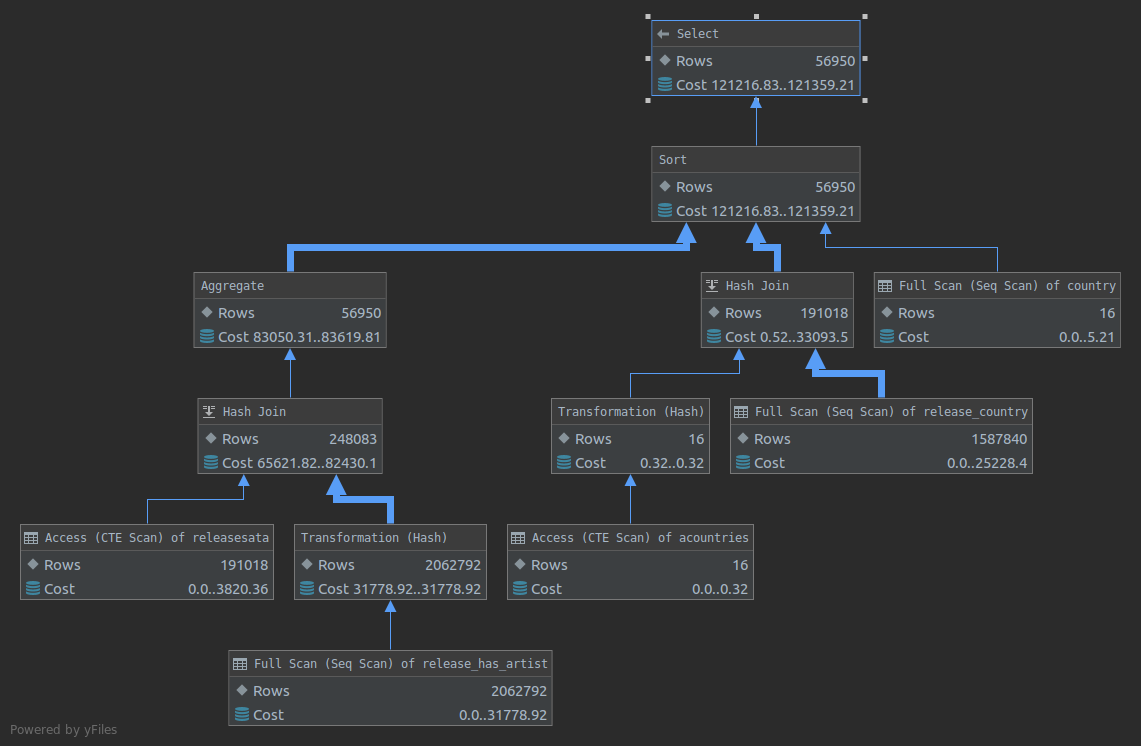 Select
Rows 56950
Cost 121216.83..121359.21
Sort
Rows 56950
Cost 121216.83..121359.21
Aggregate
Rows 56950
Cost 83050.31..83619.81
Hash Join
Rows 191018
Cost 0.52..33093.5
Full Scan (Seq Scan) of country
Rows 16
Cost 0.0..5.21
Hash Join
Rows 248083
Cost 65621.82..82430.1
Transformation (Hash)
Rows 16
Cost 0.32..0.32
Full Scan (Seq Scan) of release_country
Rows 1587840
Cost 0.0..25228.4
Access (CTE Scan) of releasesata
Rows 191018
Cost 0.0..3820.36
Transformation (Hash)
Rows 2062792
Cost 31778.92..31778.92
Access (CTE Scan) of acountries
Rows 16
Cost 0.0..0.32
Full Scan (Seq Scan) of release_has_artist
Rows 2062792
Cost 0.0..31778.92
Powered by yFiles